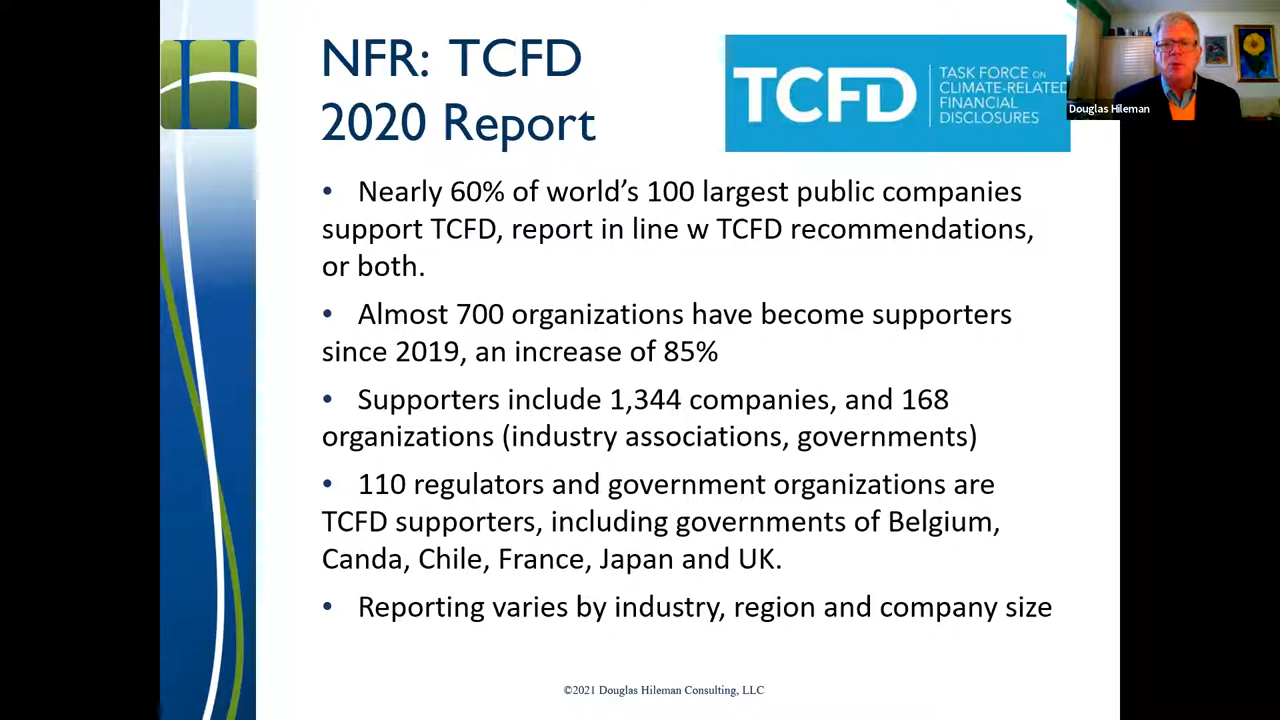 NFR: TCFD
2020 Report
TCFD
TASK FORCE ON
CLIMATE-RELATED
FINANCIAL
DISCLOSURES
Douglas Hileman
• Nearly 60% of world’s 100 largest public companies
support TCFD, report in line w TCFD recommendations,
or both.
• Almost 700 organizations have become supporters
since 2019, an increase of 85%
• Supporters include 1,344 companies, and 168
organizations (industry associations, governments)
• 110 regulators and government organizations are
TCFD supporters, including governments of Belgium,
Canda, Chile, France, Japan and UK.
• Reporting varies by industry, region and company size
©2021 Douglas Hileman Consulting, LLC